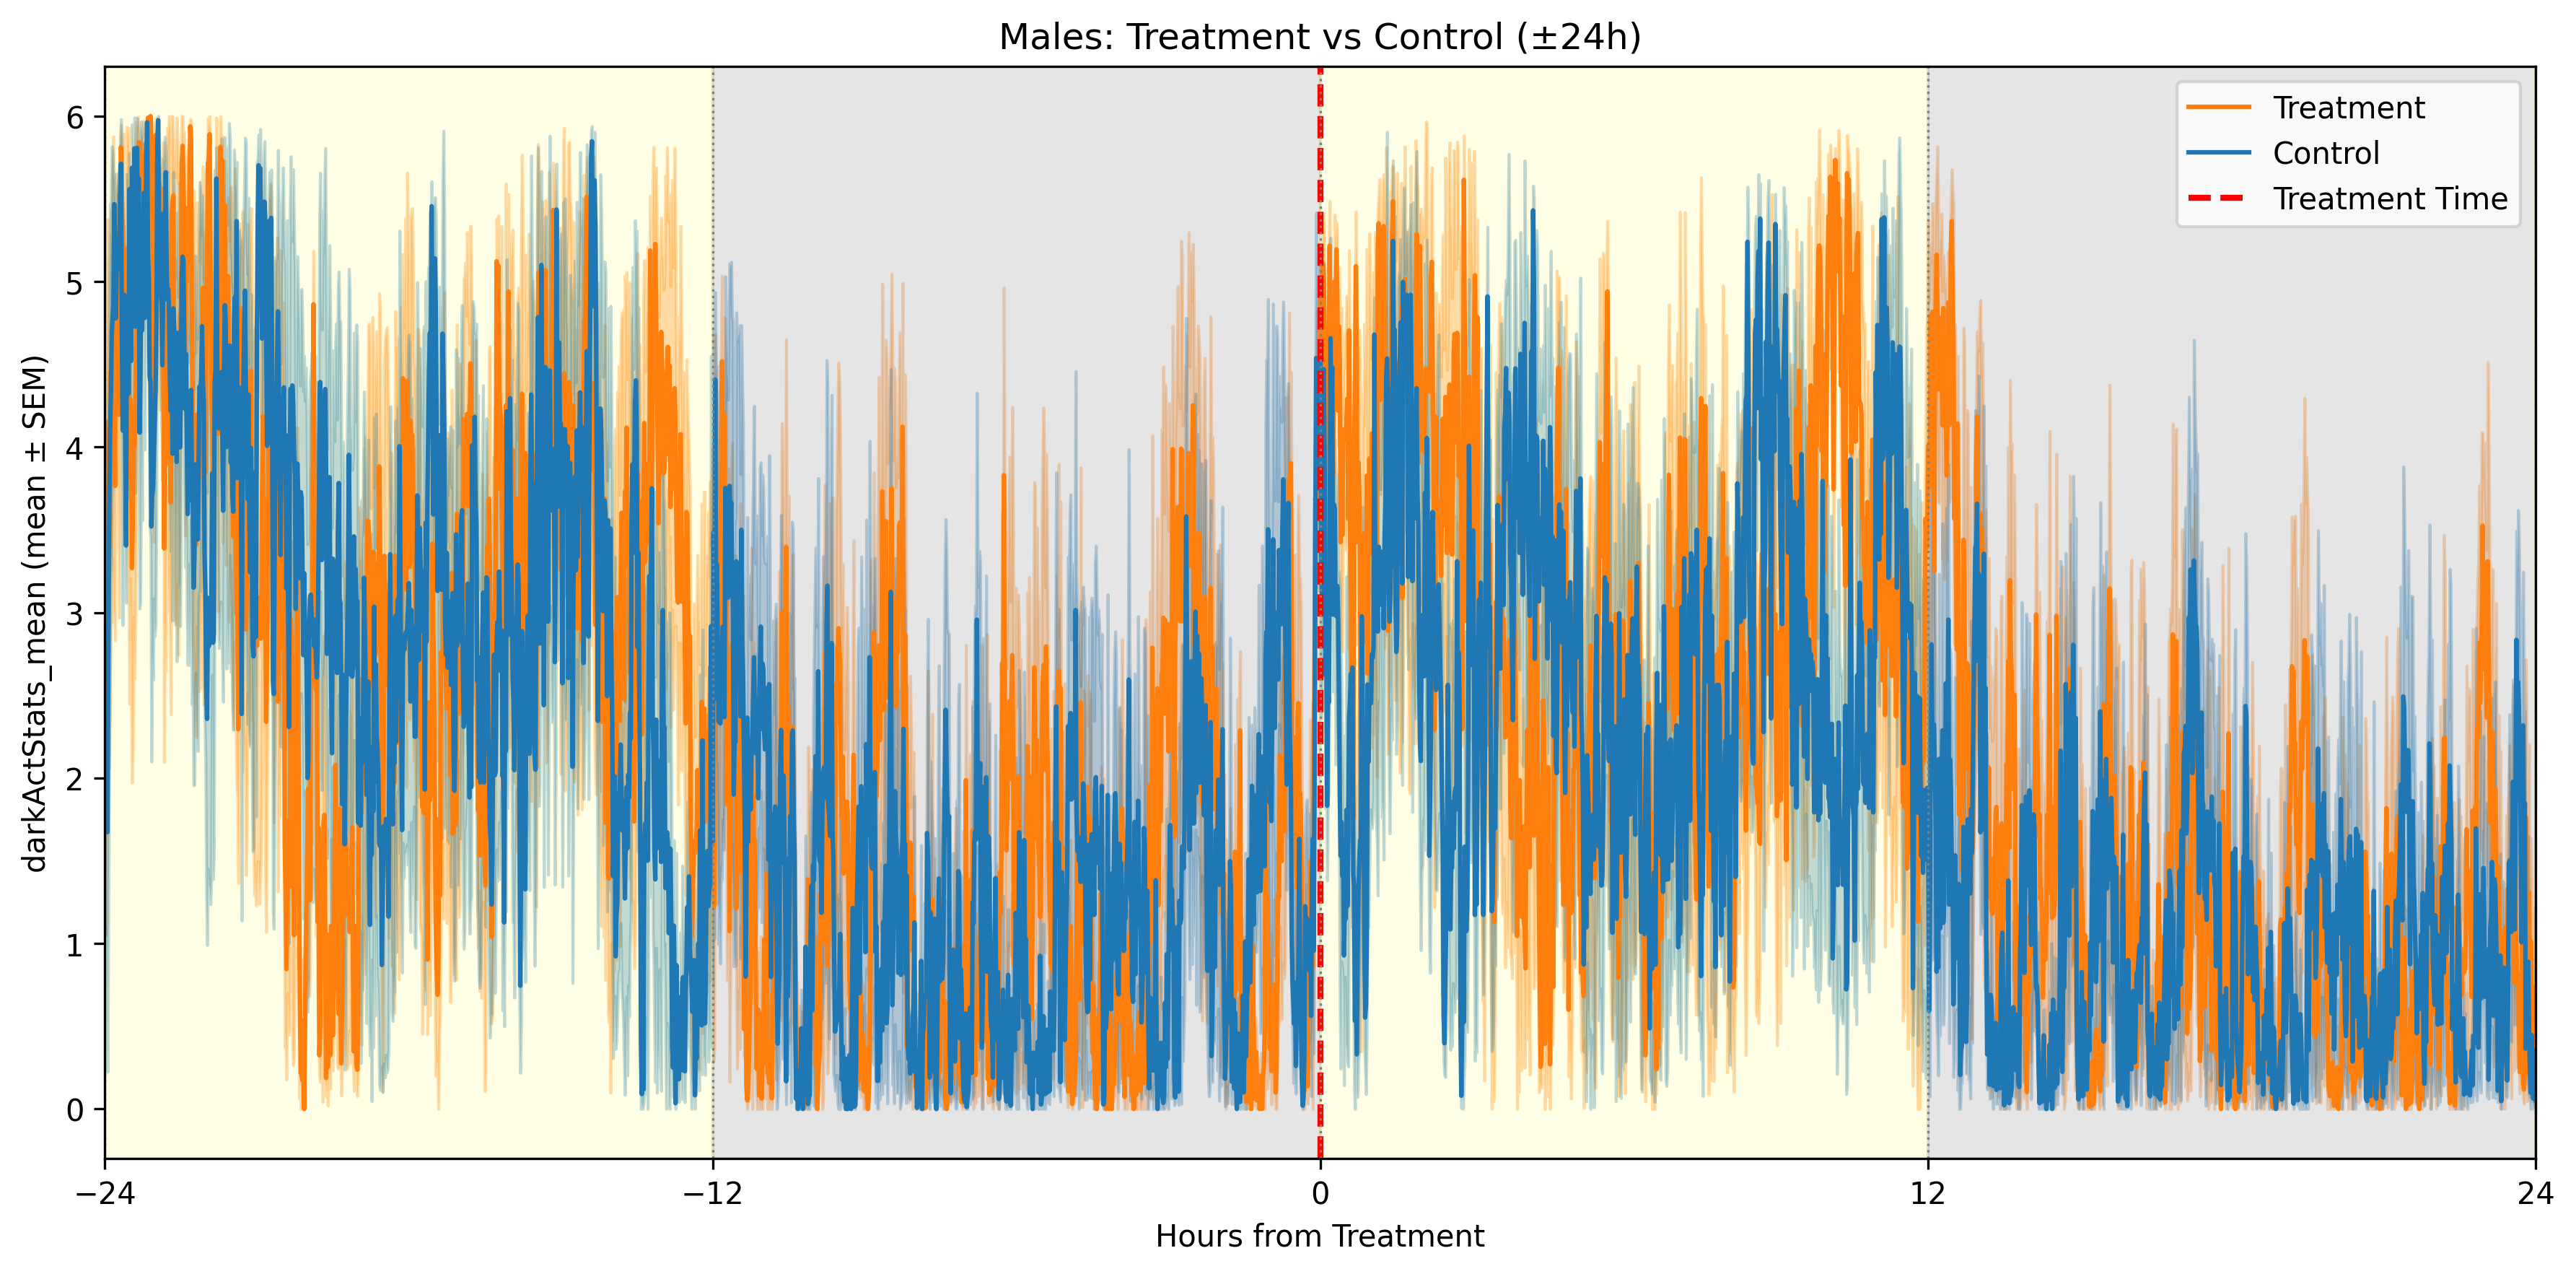 Males: Treatment vs Control (±24h)
Treatment
Control
Treatment Time
darkActStats_mean (mean ± SEM)
6
5
4
3
2
1
0
−24
−12
0
12
24
Hours from Treatment